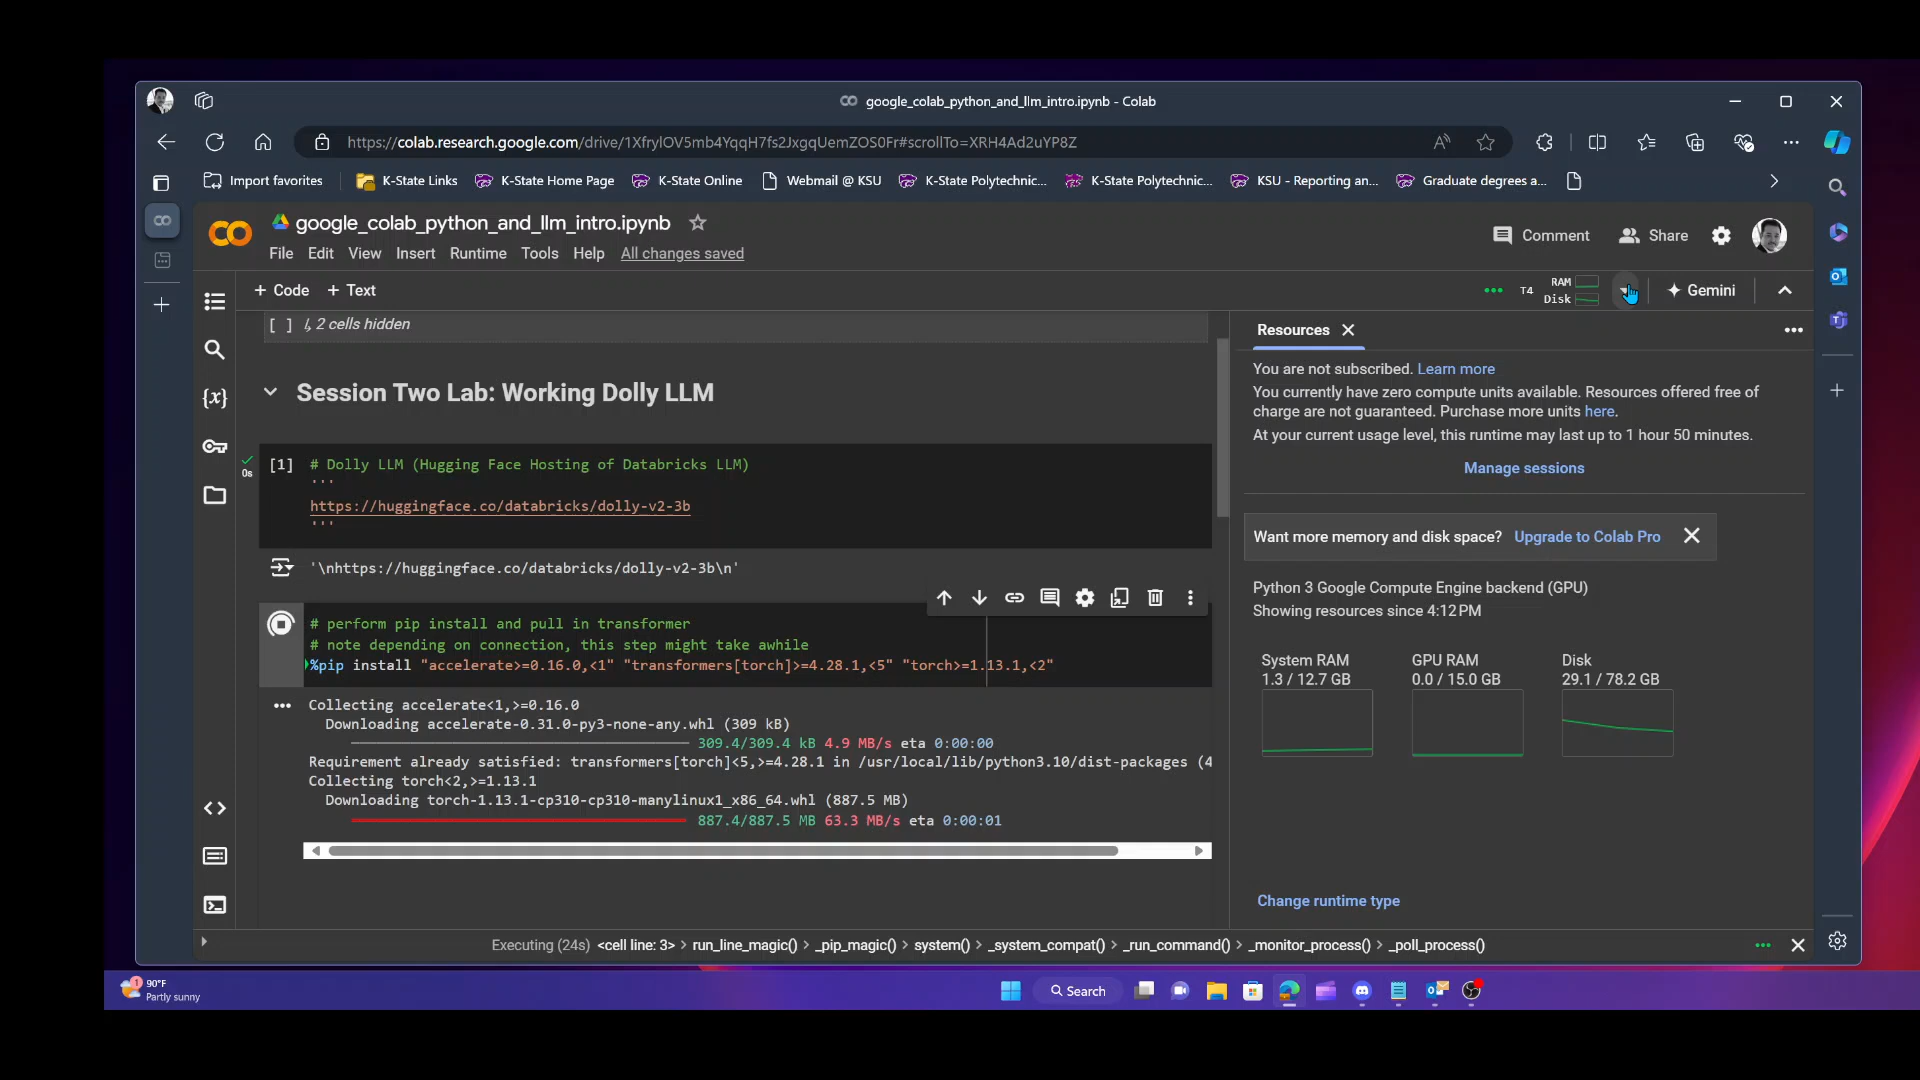 google_colab_python_and_llm_intro.ipynb - Colab
https://colab.research.google.com/drive/1XfrylOV5mb4YqqH7fs2JxgqUemZOS0Fr#scrollTo=XRH4Ad2uYP8Z
Import favorites
K-State Links
K-State Home Page
K-State Online
Webmail @ KSU
K-State Polytechnic...
K-State Polytechnic...
KSU - Reporting an...
Graduate degrees a...
google_colab_python_and_llm_intro.ipynb
Comment
Share
File Edit View Insert Runtime Tools Help All changes saved
+ Code + Text
T4
RAM
Disk
Gemini
[ ] 2 cells hidden
Session Two Lab: Working Dolly LLM
[1] # Dolly LLM (Hugging Face Hosting of Databricks LLM)
0s
'''
https://huggingface.co/databricks/dolly-v2-3b
'''
'\nhttps://huggingface.co/databricks/dolly-v2-3b\n'
# perform pip install and pull in transformer
# note depending on connection, this step might take awhile
%pip install "accelerate>=0.16.0,<1" "transformers[torch]>=4.28.1,<5" "torch>=1.13.1,<2"
Collecting accelerate<1,>=0.16.0
Downloading accelerate-0.31.0-py3-none-any.whl (309 kB)
309.4/309.4 kB 4.9 MB/s eta 0:00:00
Requirement already satisfied: transformers[torch]<5,>=4.28.1 in /usr/local/lib/python3.10/dist-packages (4
Collecting torch<2,>=1.13.1
Downloading torch-1.13.1-cp310-cp310-manylinux1_x86_64.whl (887.5 MB)
887.4/887.5 MB 63.3 MB/s eta 0:00:01
Resources
You are not subscribed. Learn more
You currently have zero compute units available. Resources offered free of
charge are not guaranteed. Purchase more units here.
At your current usage level, this runtime may last up to 1 hour 50 minutes.
Manage sessions
Want more memory and disk space? Upgrade to Colab Pro
Python 3 Google Compute Engine backend (GPU)
Showing resources since 4:12 PM
System RAM
1.3 / 12.7 GB
GPU RAM
0.0 / 15.0 GB
Disk
29.1 / 78.2 GB
Change runtime type
Executing (24s) <cell line: 3> > run_line_magic() > _pip_magic() > system() > _system_compat() > _run_command() > _monitor_process() > _poll_process()
1
90°F
Partly sunny
Search